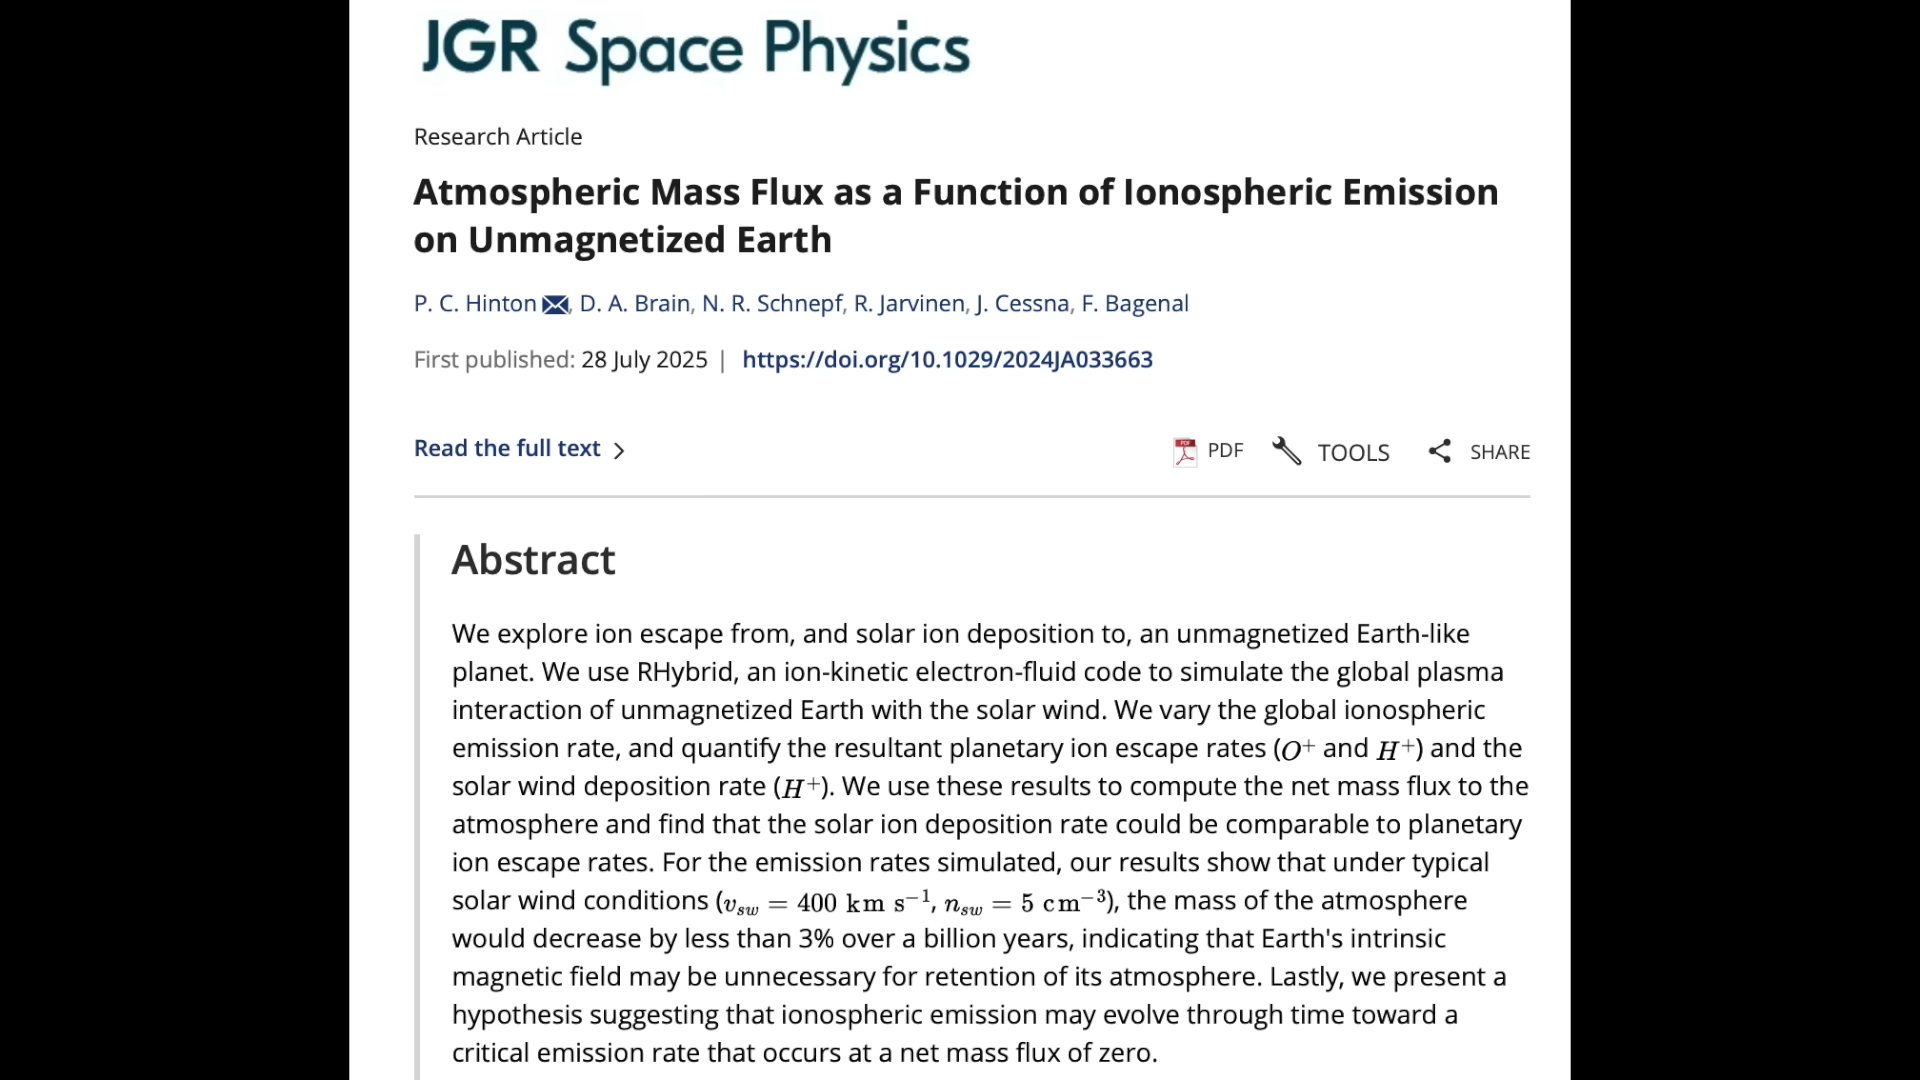 JGR Space Physics
Research Article
Atmospheric Mass Flux as a Function of Ionospheric Emission
on Unmagnetized Earth
P. C. Hinton, D. A. Brain, N. R. Schnepf, R. Jarvinen, J. Cessna, F. Bagenal
First published: 28 July 2025 | https://doi.org/10.1029/2024JA033663
Read the full text
PDF TOOLS SHARE
Abstract
We explore ion escape from, and solar ion deposition to, an unmagnetized Earth-like
planet. We use RHybrid, an ion-kinetic electron-fluid code to simulate the global plasma
interaction of unmagnetized Earth with the solar wind. We vary the global ionospheric
emission rate, and quantify the resultant planetary ion escape rates (O⁺ and H⁺) and the
solar wind deposition rate (H⁺). We use these results to compute the net mass flux to the
atmosphere and find that the solar ion deposition rate could be comparable to planetary
ion escape rates. For the emission rates simulated, our results show that under typical
solar wind conditions (v_sw = 400 km s⁻¹, n_sw = 5 cm⁻³), the mass of the atmosphere
would decrease by less than 3% over a billion years, indicating that Earth's intrinsic
magnetic field may be unnecessary for retention of its atmosphere. Lastly, we present a
hypothesis suggesting that ionospheric emission may evolve through time toward a
critical emission rate that occurs at a net mass flux of zero.